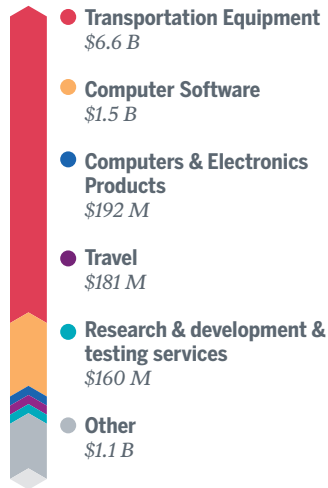 Transportation Equipment
$6.6 B
Computer Software
$1.5 B
Computers & Electronics
Products
$192 M
Travel
$181 M
Research & development &
testing services
$160 M
Other
$1.1 B